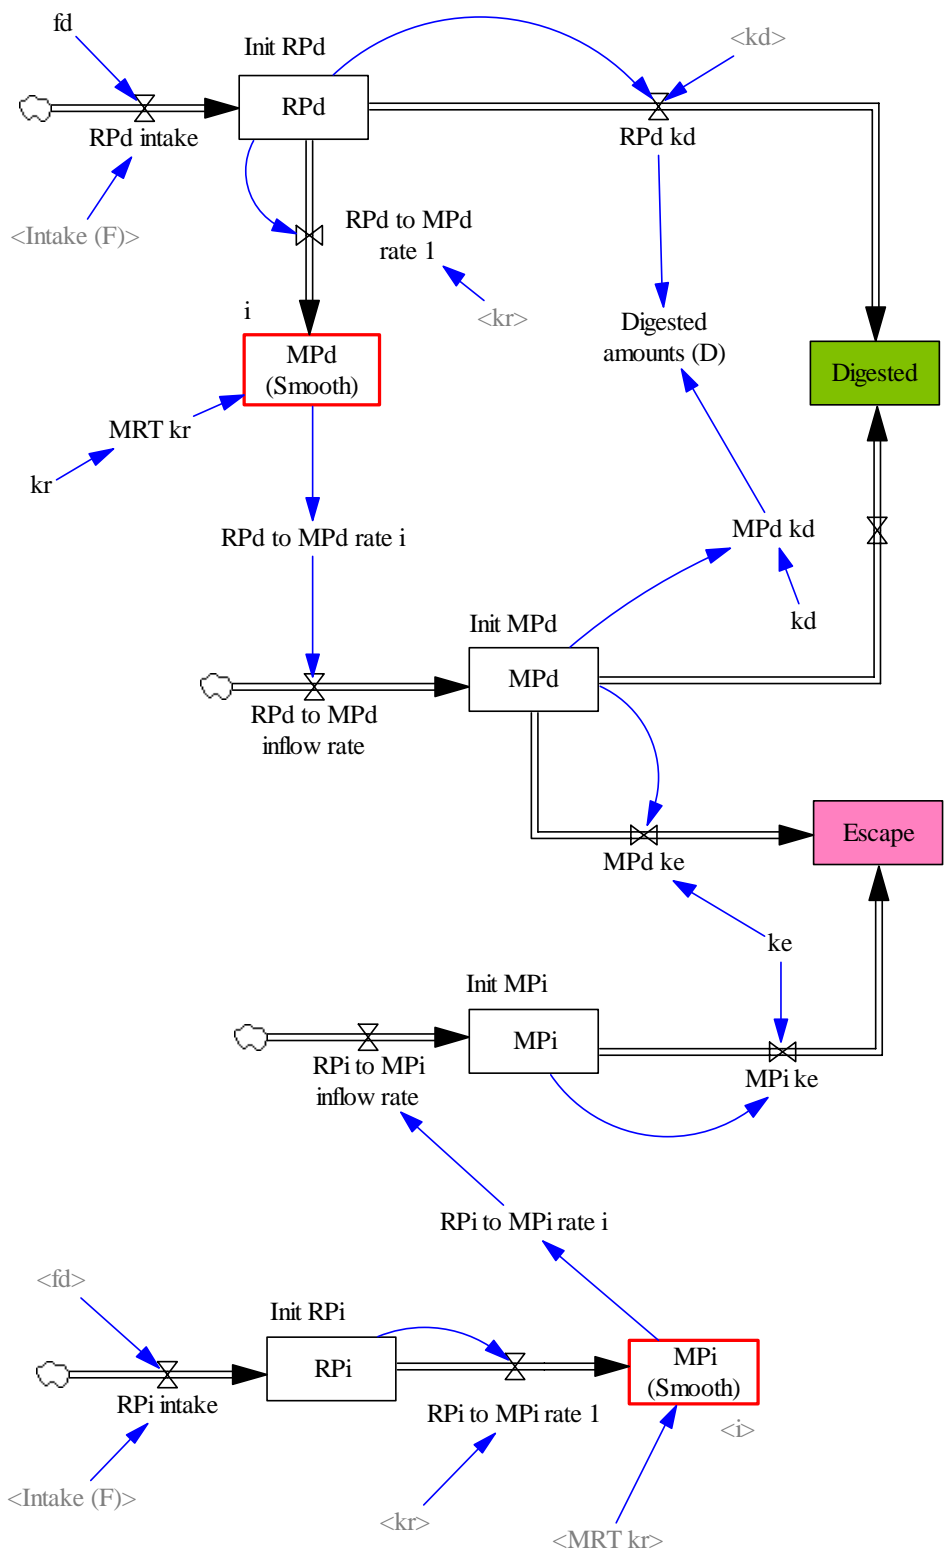 fd
Init RPd
<kd>
RPd
RPd intake
RPd kd
<Intake (F)>
RPd to MPd
rate 1
i
<kr>
MPd
(Smooth)
Digested
amounts (D)
Digested
MRT kr
kr
RPd to MPd rate i
MPd kd
Init MPd
kd
MPd
RPd to MPd
inflow rate
Escape
MPd ke
ke
Init MPi
MPi
RPi to MPi
inflow rate
MPi ke
RPi to MPi rate i
<fd>
Init RPi
RPi
MPi
(Smooth)
RPi intake
RPi to MPi rate 1
<i>
<Intake (F)>
<kr>
<MRT kr>